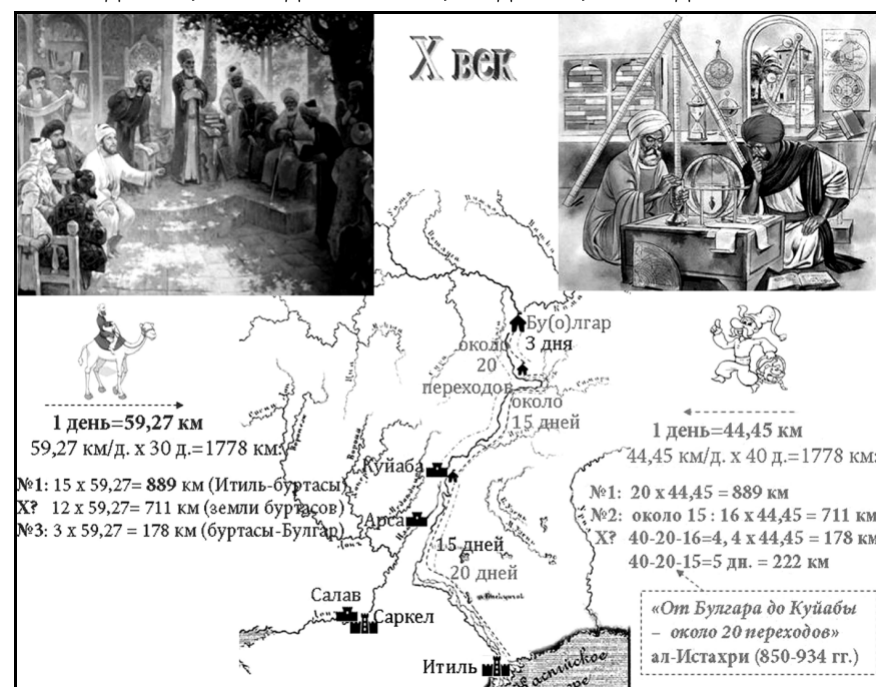 X век
Бу(о)лгар
3 дня
около
20
переходов
около
15 дней
1 день=59,27 км
59,27 км/д. x 30 д.=1778 км:
№1: 15 x 59,27= 889 км (Итиль-буртасы)
X? 12 x 59,27= 711 км (земли буртасов)
№3: 3 x 59,27= 178 км (буртасы-Булгар)
1 день=44,45 км
44,45 км/д. x 40 д.=1778 км:
№1: 20 x 44,45 = 889 км
№2: около 15 : 16 x 44,45 = 711 км
X? 40-20-16=4, 4 x 44,45 = 178 км
40-20-15=5 дн. = 222 км
Куйаба
Арса
15 дней
20 дней
Салав
Саркел
Итиль
«От Булгара до Куйабы
– около 20 переходов»
ал-Истахри (850-934 гг.)